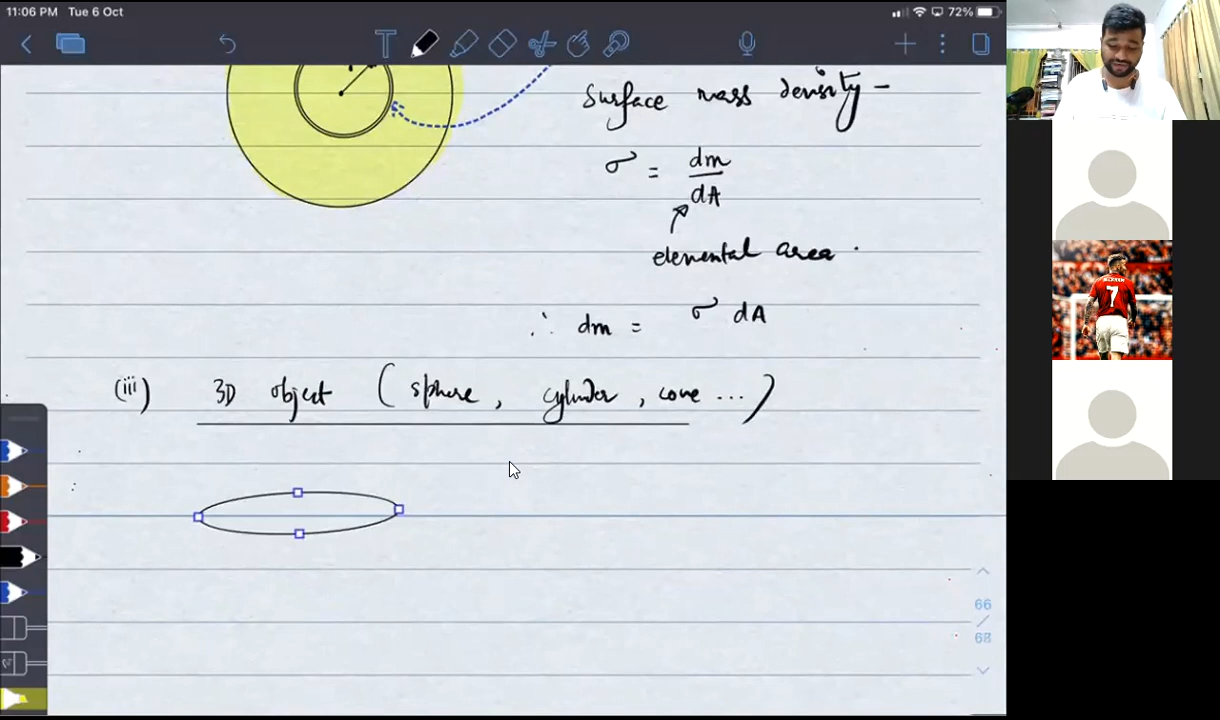 11:06 PM Tue 6 Oct
72%
T
Surface mass density –
σ = dm
dA
elemental area .
∴ dm = σ dA
(iii) 3D object ( sphere , cylinder , cone ... )
66
/
68
7